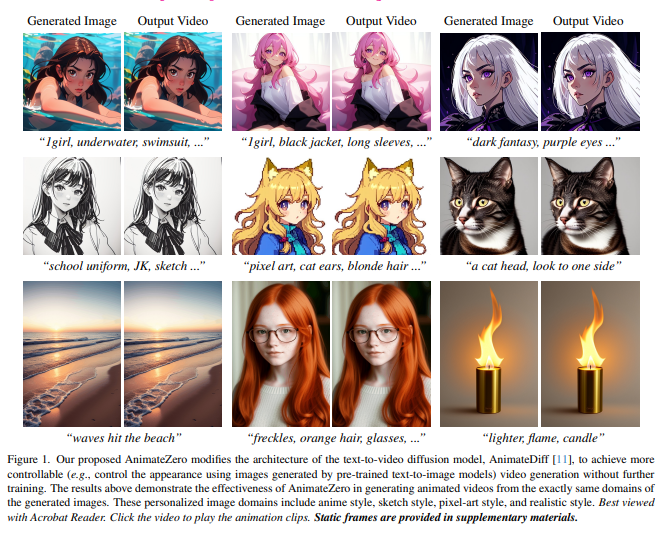 Generated Image Output Video Generated Image Output Video Generated Image Output Video
“1girl, underwater, swimsuit, ...” “1girl, black jacket, long sleeves, ...” “dark fantasy, purple eyes ...”
“school uniform, JK, sketch ...” “pixel art, cat ears, blonde hair ...” “a cat head, look to one side”
“waves hit the beach” “freckles, orange hair, glasses, ...” “lighter, flame, candle”
Figure 1. Our proposed AnimateZero modifies the architecture of the text-to-video diffusion model, AnimateDiff [11], to achieve more
controllable (e.g., control the appearance using images generated by pre-trained text-to-image models) video generation without further
training. The results above demonstrate the effectiveness of AnimateZero in generating animated videos from the exactly same domains of
the generated images. These personalized image domains include anime style, sketch style, pixel-art style, and realistic style. Best viewed
with Acrobat Reader. Click the video to play the animation clips. Static frames are provided in supplementary materials.